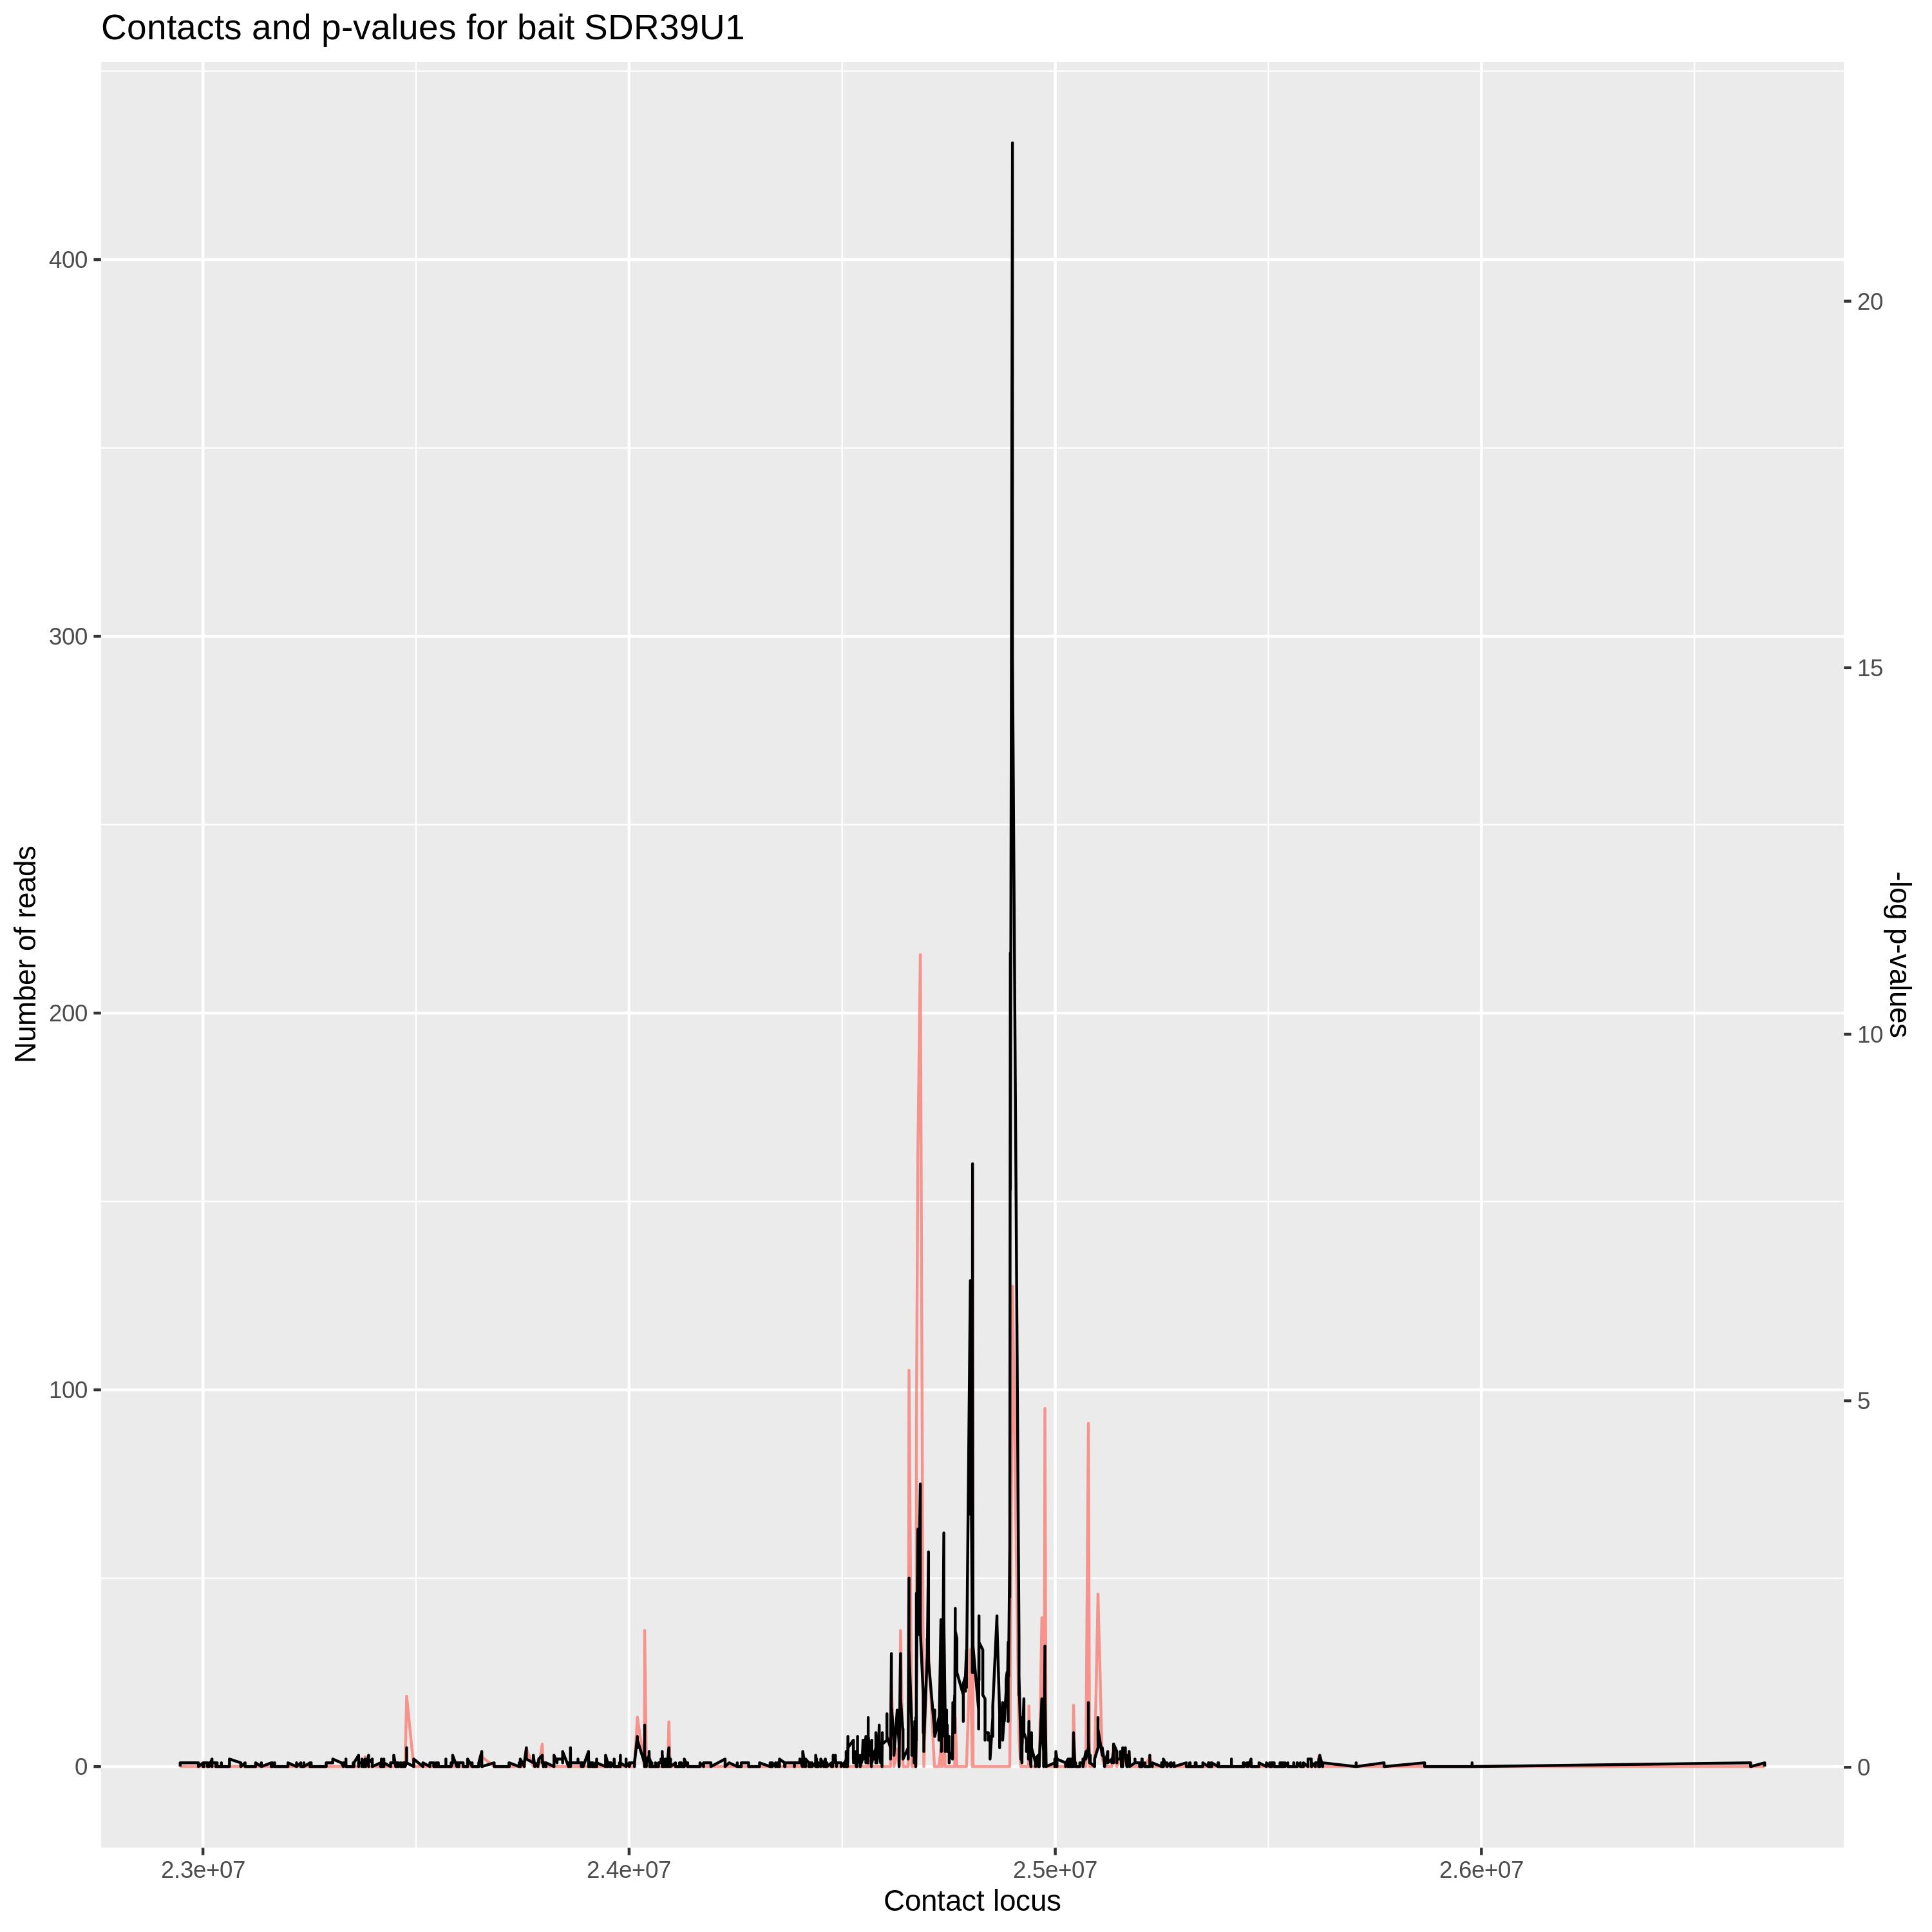 Contacts and p-values for bait SDR39U1
Number of reads
400
300
200
100
0
20
15
10
5
0
-log p-values
2.3e+07
2.4e+07
2.5e+07
2.6e+07
Contact locus